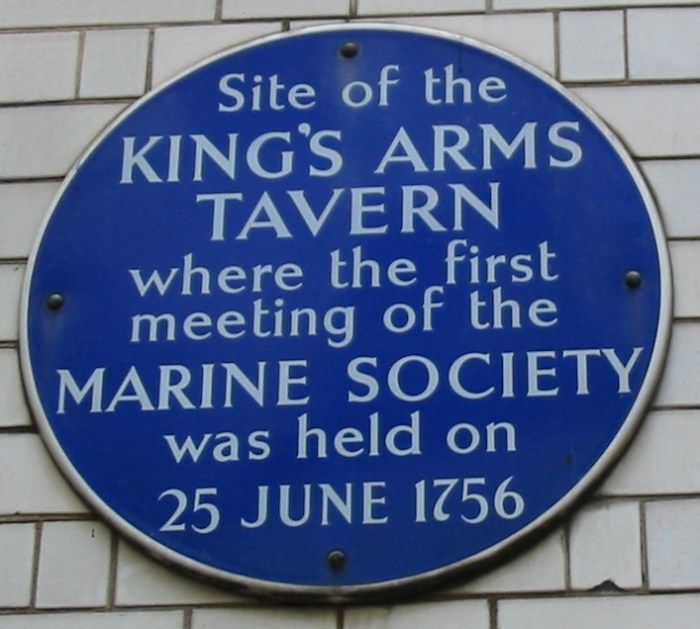 Site of the
KING'S ARMS
TAVERN
where the first
meeting of the
MARINE SOCIETY
was held on
25 JUNE 1756